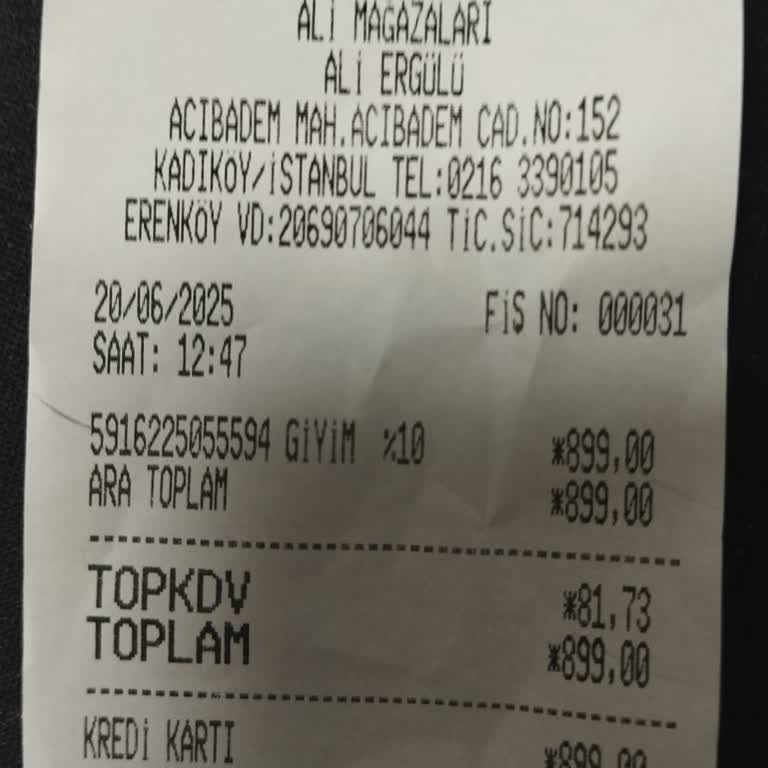 ALİ MAĞAZALARI
ALİ ERGÜLÜ
ACIBADEM MAH.ACIBADEM CAD.NO:152
KADIKÖY/İSTANBUL TEL:0216 3390105
ERENKÖY VD:20690706044 TİC.SİC:714293
20/06/2025 FİŞ NO: 000031
SAAT: 12:47
5916225055594 GİYİM %10 *899,00
ARA TOPLAM *899,00
TOPKDV *81,73
TOPLAM *899,00
KREDİ KARTI *899,00